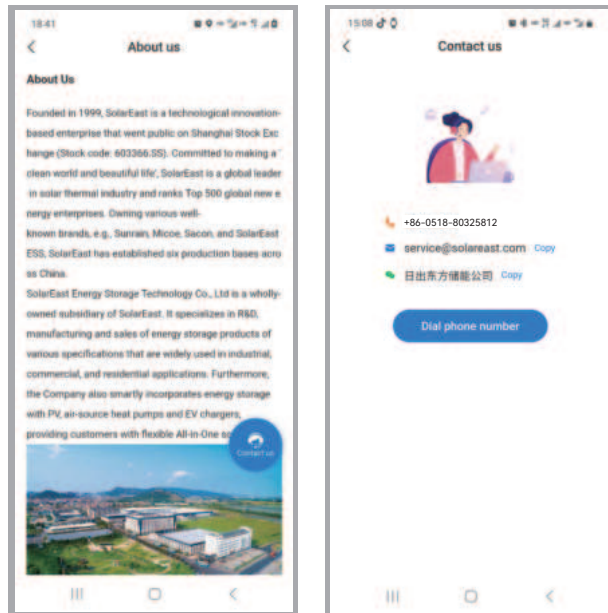 18:41
About us
About Us
Founded in 1999, SolarEast is a technological innovation-
based enterprise that went public on Shanghai Stock Exc
hange (Stock code: 603366.SS). Committed to making a '
clean world and beautiful life', SolarEast is a global leader
in solar thermal industry and ranks Top 500 global new e
nergy enterprises. Owning various well-
known brands, e.g., Sunrain, Micoe, Sacon, and SolarEast
ESS, SolarEast has established six production bases acro
ss China.
SolarEast Energy Storage Technology Co., Ltd is a wholly-
owned subsidiary of SolarEast. It specializes in R&D,
manufacturing and sales of energy storage products of
various specifications that are widely used in industrial,
commercial, and residential applications. Furthermore,
the Company also smartly incorporates energy storage
with PV, air-source heat pumps and EV chargers,
providing customers with flexible All-in-One
Contact us
15:08
Contact us
+86-0518-80325812
service@solareast.com Copy
日出东方储能公司 Copy
Dial phone number